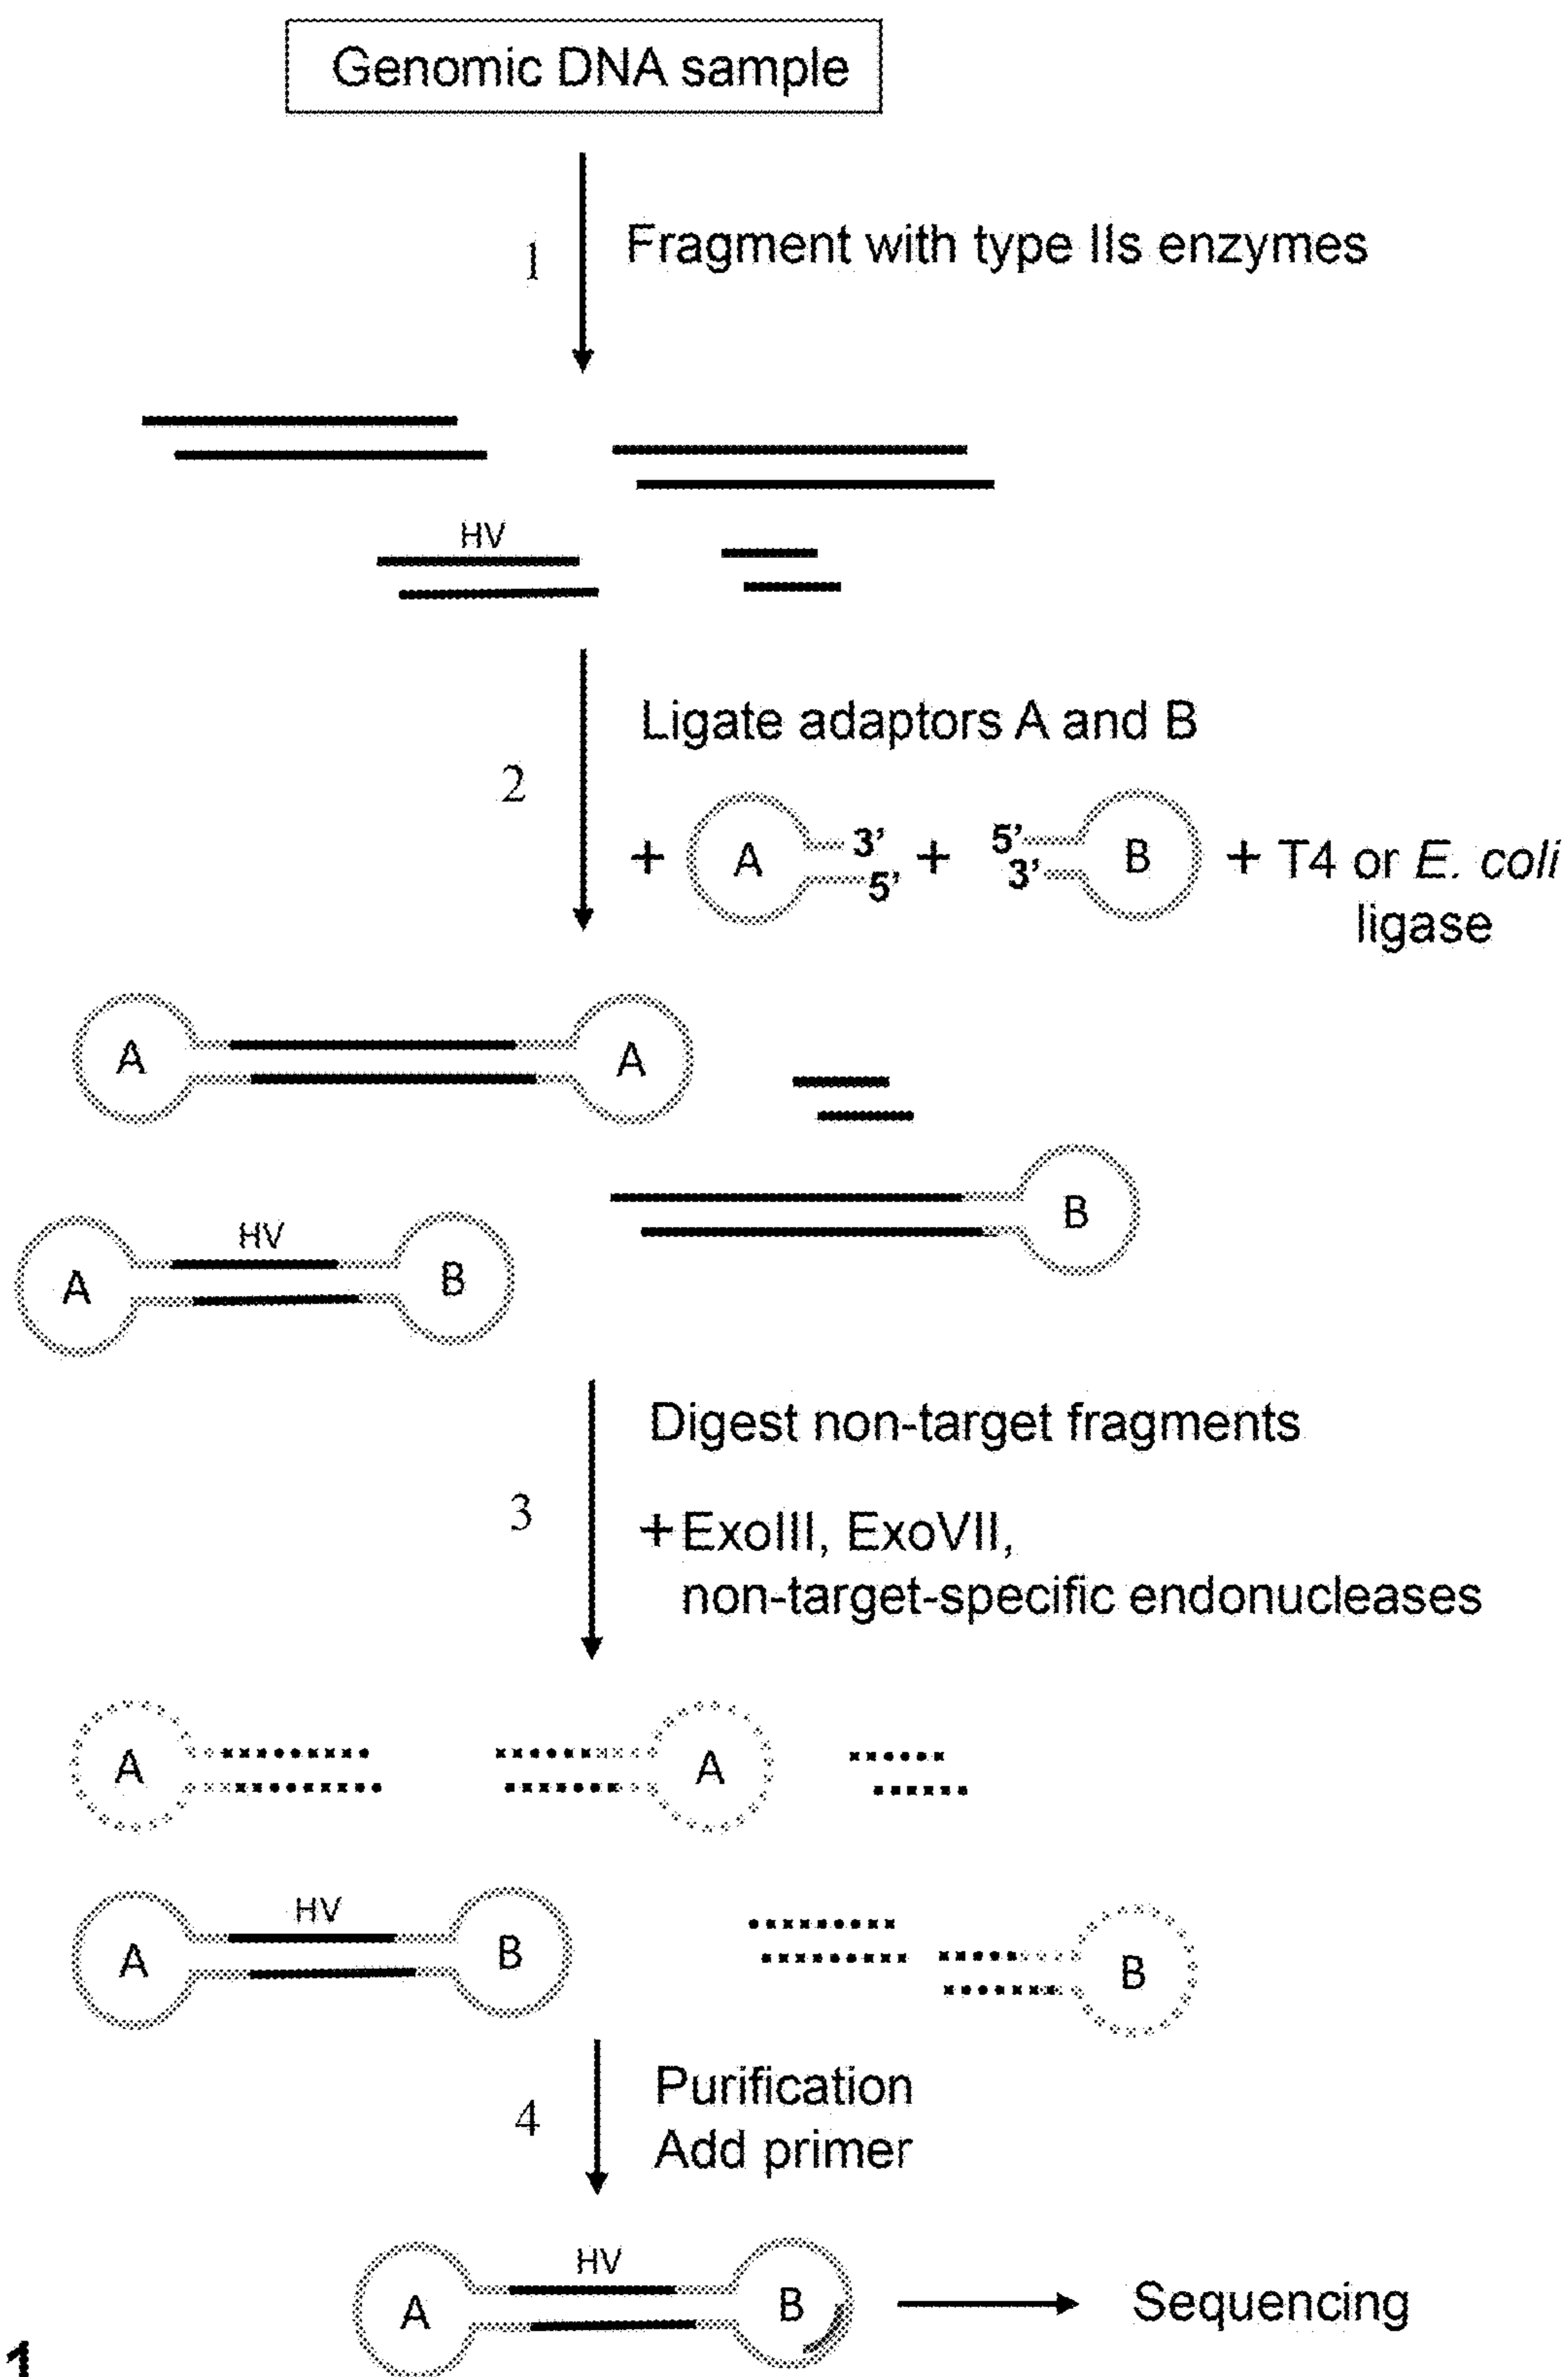 Genomic DNA sample
1
Fragment with type IIs enzymes
HV
Ligate adaptors A and B
2
+ A 3' 5' + 5' 3' B + T4 or E. coli
ligase
A A
B
HV
A B
Digest non-target fragments
3
+ ExoIII, ExoVII,
non-target-specific endonucleases
A A
HV
A B B
4
Purification
Add primer
HV
A B Sequencing
1